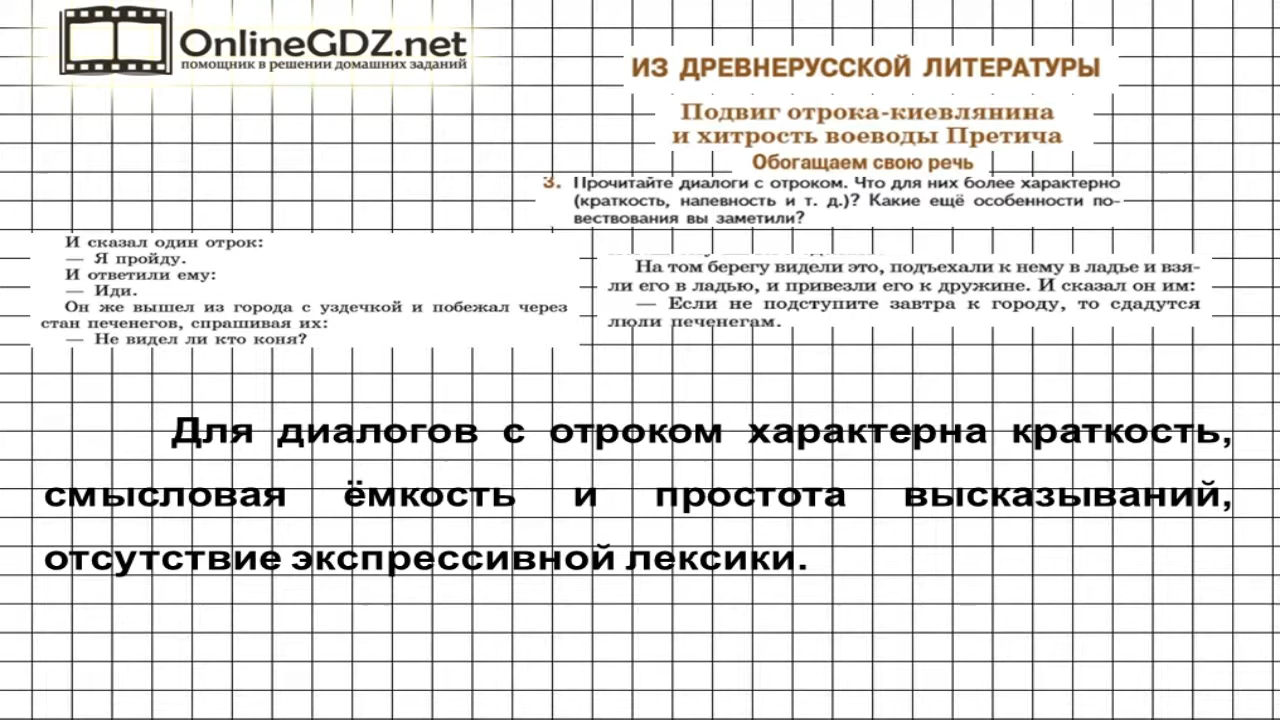 OnlineGDZ.net
помощник в решении домашних заданий
ИЗ ДРЕВНЕРУССКОЙ ЛИТЕРАТУРЫ
Подвиг отрока-киевлянина
и хитрость воеводы Претича
Обогащаем свою речь
3. Прочитайте диалоги с отроком. Что для них более характерно
(краткость, напевность и т. д.)? Какие ещё особенности по-
вествования вы заметили?
И сказал один отрок:
— Я пройду.
И ответили ему:
— Иди.
Он же вышел из города с уздечкой и побежал через
стан печенегов, спрашивая их:
— Не видел ли кто коня?
На том берегу видели это, подъехали к нему в ладье и взя-
ли его в ладью, и привезли его к дружине. И сказал он им:
— Если не подступите завтра к городу, то сдадутся
люди печенегам.
Для диалогов с отроком характерна краткость,
смысловая ёмкость и простота высказываний,
отсутствие экспрессивной лексики.